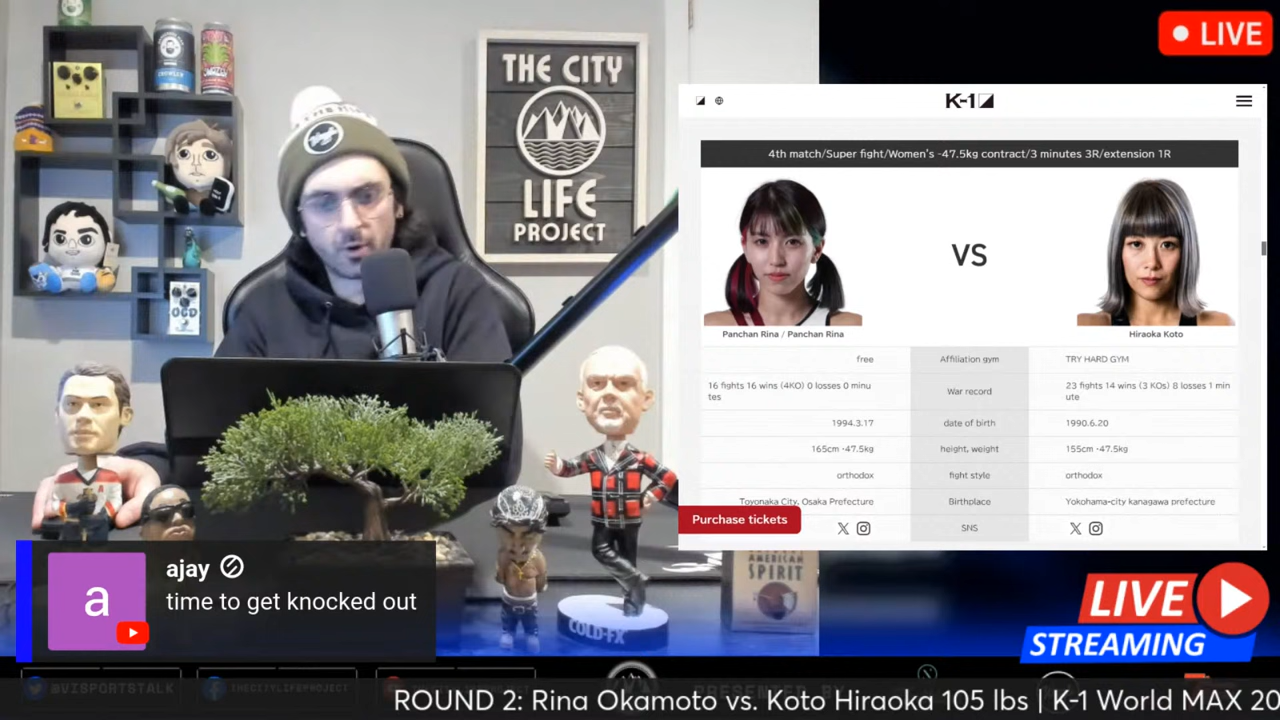 THE CITY
LIFE
PROJECT
LIVE
K-1
4th match/Super fight/Women's -47.5kg contract/3 minutes 3R/extension 1R
VS
Panchan Rina / Panchan Rina
Hiraoka Koto
free
Affiliation gym
TRY HARD GYM
16 fights 16 wins (4KO) 0 losses 0 minu
tes
War record
23 fights 14 wins (3 KOs) 8 losses 1 min
ute
1994.3.17
date of birth
1990.6.20
165cm -47.5kg
height, weight
155cm -47.5kg
orthodox
fight style
orthodox
Toyonaka City, Osaka Prefecture
Birthplace
Yokohama-city kanagawa prefecture
Purchase tickets
SNS
OCD
COLD-FX
AMERICAN
SPIRIT
a
ajay
time to get knocked out
LIVE
STREAMING
@VISPORTSTALK
THECITYLIFEPROJECT
PRESENTED BY
ROUND 2: Rina Okamoto vs. Koto Hiraoka 105 lbs | K-1 World MAX 20